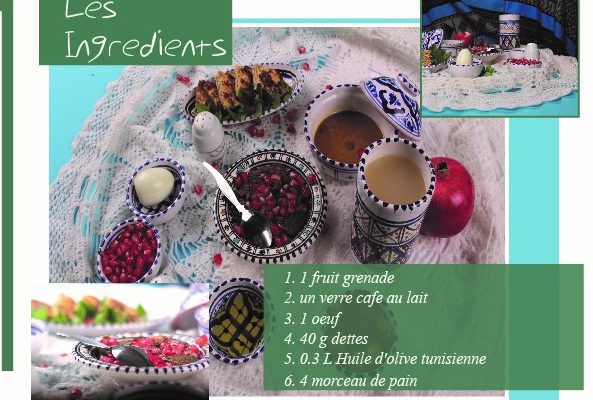 Les
Ingredients
1. 1 fruit grenade
2. un verre cafe au lait
3. 1 oeuf
4. 40 g dettes
5. 0.3 L Huile d'olive tunisienne
6. 4 morceau de pain